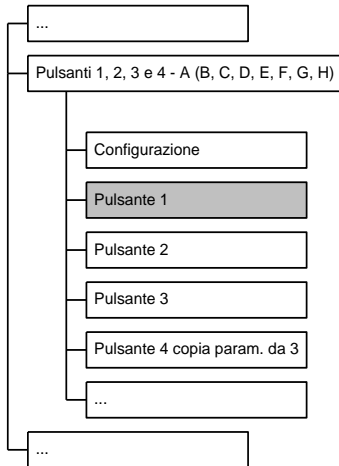 ...
Pulsanti 1, 2, 3 e 4 - A (B, C, D, E, F, G, H)
Configurazione
Pulsante 1
Pulsante 2
Pulsante 3
Pulsante 4 copia param. da 3
...
...